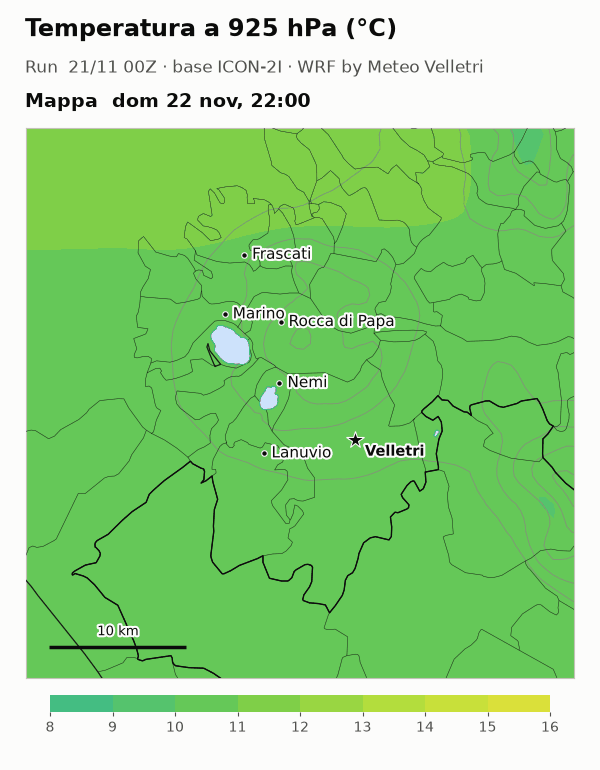 Temperatura a 925 hPa (°C)
Run 21/11 00Z · base ICON-2I · WRF by Meteo Velletri
Mappa dom 22 nov, 22:00
Frascati
Marino
Rocca di Papa
Nemi
Velletri
Lanuvio
10 km
8 9 10 11 12 13 14 15 16